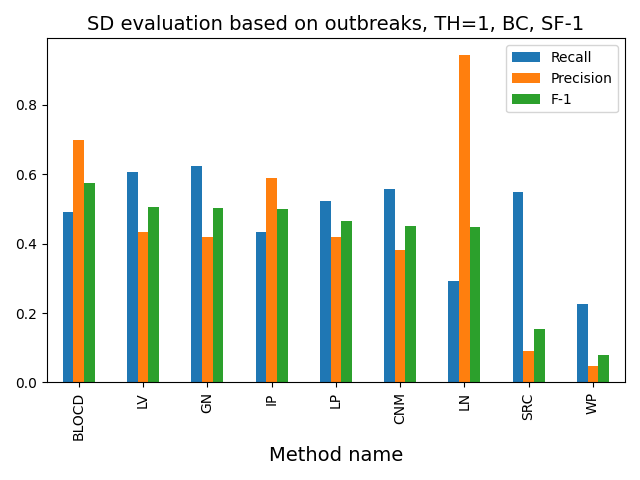 SD evaluation based on outbreaks, TH=1, BC, SF-1
Recall
Precision
F-1
0.8
0.6
0.4
0.2
0.0
BLOCD
LV
GN
IP
LP
CNM
LN
SRC
WP
Method name